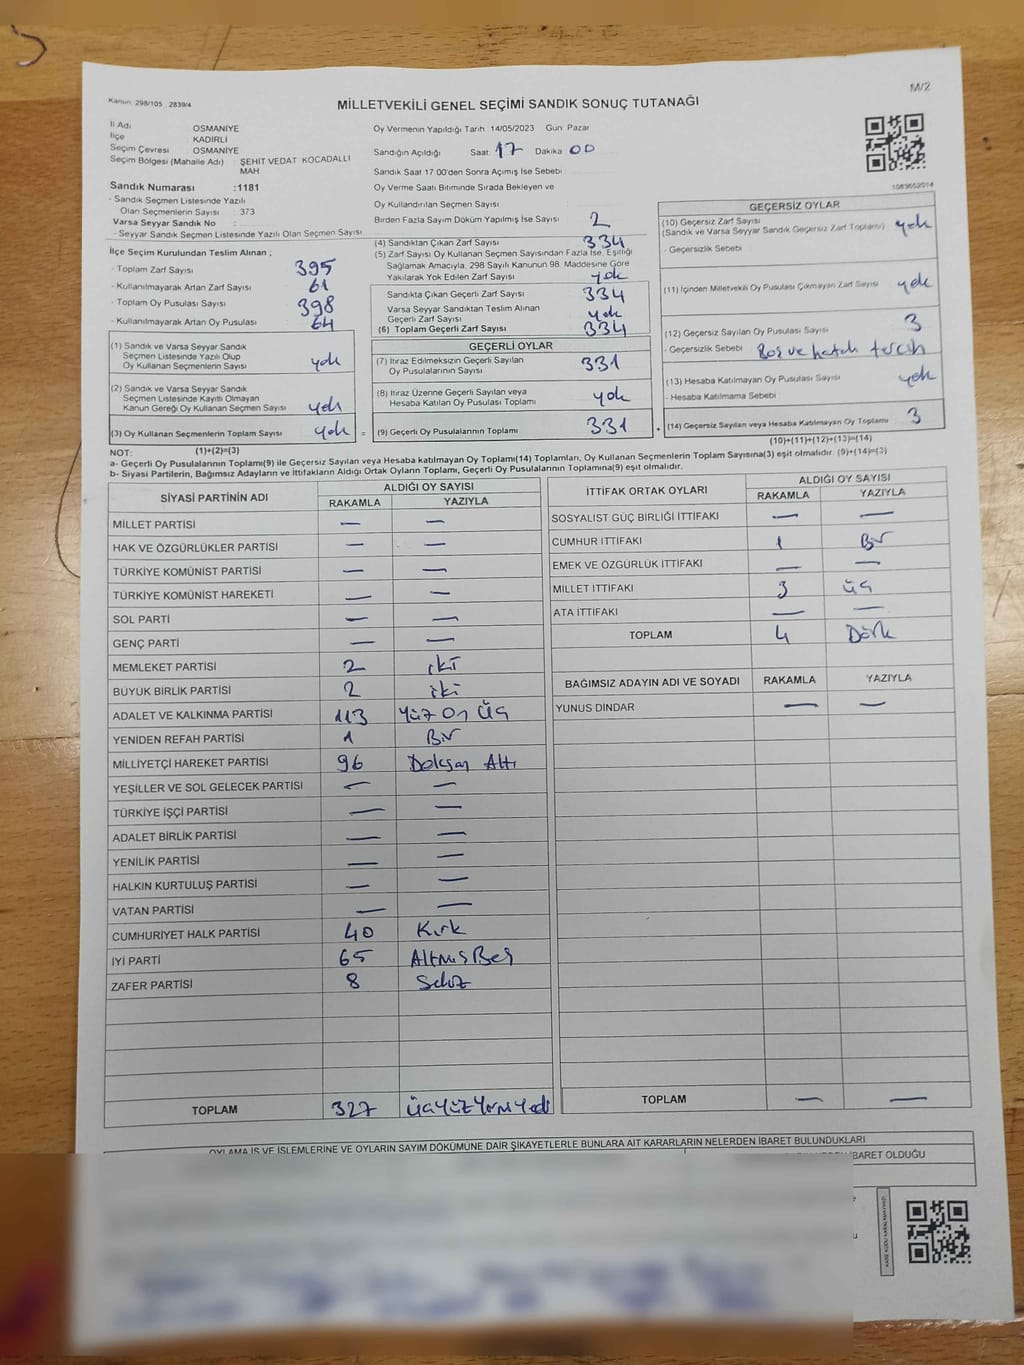 M/2
Kanun: 298/105, 2839/4
MİLLETVEKİLİ GENEL SEÇİMİ SANDIK SONUÇ TUTANAĞI
İl Adı OSMANİYE
İlçe KADİRLİ
Seçim Çevresi OSMANİYE
Seçim Bölgesi (Mahalle Adı) : ŞEHİT VEDAT KOCADALLI MAH
Sandık Numarası :1181
- Sandık Seçmen Listesinde Yazılı
Olan Seçmenlerin Sayısı : 373
Varsa Seyyar Sandık No :
- Seyyar Sandık Seçmen Listesinde Yazılı Olan Seçmen Sayısı
Oy Vermenin Yapıldığı Tarih 14/05/2023 Gün Pazar
Sandığın Açıldığı Saat: 17 Dakika 00
Sandık Saat 17:00'den Sonra Açımış İse Sebebi
Oy Verme Saati Bitiminde Sırada Bekleyen ve
Oy Kullandırılan Seçmen Sayısı
Birden Fazla Sayım Döküm Yapılmış İse Sayısı 2
1083652014
İlçe Seçim Kurulundan Teslim Alınan ;
- Toplam Zarf Sayısı 395
- Kullanılmayarak Artan Zarf Sayısı 61
- Toplam Oy Pusulası Sayısı 398
- Kullanılmayarak Artan Oy Pusulası 64
(1) Sandık ve Varsa Seyyar Sandık
Seçmen Listesinde Yazılı Olup
Oy Kullanan Seçmenlerin Sayısı yok
(2) Sandık ve Varsa Seyyar Sandık
Seçmen Listesinde Kayıtlı Olmayan
Kanun Gereği Oy Kullanan Seçmen Sayısı yok
(3) Oy Kullanan Seçmenlerin Toplam Sayısı yok =
(4) Sandıktan Çıkan Zarf Sayısı 334
(5) Zarf Sayısı Oy Kullanan Seçmen Sayısından Fazla İse, Eşitliği
Sağlamak Amacıyla, 298 Sayılı Kanunun 98. Maddesine Göre
Yakılarak Yok Edilen Zarf Sayısı yok
Sandıkta Çıkan Geçerli Zarf Sayısı 334
Varsa Seyyar Sandıktan Teslim Alınan
Geçerli Zarf Sayısı yok
(6) Toplam Geçerli Zarf Sayısı 334
GEÇERLİ OYLAR
(7) İtiraz Edilmeksizin Geçerli Sayılan
Oy Pusulalarının Sayısı 331
(8) İtiraz Üzerine Geçerli Sayılan veya
Hesaba Katılan Oy Pusulası Toplamı yok
(9) Geçerli Oy Pusulalarının Toplamı 331 +
GEÇERSİZ OYLAR
(10) Geçersiz Zarf Sayısı
(Sandık ve Varsa Seyyar Sandık Geçersiz Zarf Toplamı) yok
- Geçersizlik Sebebi
(11) İçinden Milletvekili Oy Pusulası Çıkmayan Zarf Sayısı yok
(12) Geçersiz Sayılan Oy Pusulası Sayısı 3
- Geçersizlik Sebebi Boş ve hatalı tercih
(13) Hesaba Katılmayan Oy Pusulası Sayısı yok
- Hesaba Katılmama Sebebi
(14) Geçersiz Sayılan veya Hesaba Katılmayan Oy Toplamı 3
NOT: (1)+(2)=(3) (10)+(11)+(12)+(13)=(14)
a- Geçerli Oy Pusulalarının Toplamı(9) ile Geçersiz Sayılan veya Hesaba katılmayan Oy Toplamı(14) Toplamları, Oy Kullanan Seçmenlerin Toplam Sayısına(3) eşit olmalıdır. (9)+(14)=(3)
b- Siyasi Partilerin, Bağımsız Adayların ve İttifakların Aldığı Ortak Oyların Toplamı, Geçerli Oy Pusulalarının Toplamına(9) eşit olmalıdır.
SİYASİ PARTİNİN ADI ALDIĞI OY SAYISI
RAKAMLA YAZIYLA
MİLLET PARTİSİ — —
HAK VE ÖZGÜRLÜKLER PARTİSİ — —
TÜRKİYE KOMÜNİST PARTİSİ — —
TÜRKİYE KOMÜNİST HAREKETİ — —
SOL PARTİ — —
GENÇ PARTİ — —
MEMLEKET PARTİSİ 2 iki
BÜYÜK BİRLİK PARTİSİ 2 iki
ADALET VE KALKINMA PARTİSİ 113 Yüz On Üç
YENİDEN REFAH PARTİSİ 1 Bir
MİLLİYETÇİ HAREKET PARTİSİ 96 Doksan Altı
YEŞİLLER VE SOL GELECEK PARTİSİ — —
TÜRKİYE İŞÇİ PARTİSİ — —
ADALET BİRLİK PARTİSİ — —
YENİLİK PARTİSİ — —
HALKIN KURTULUŞ PARTİSİ — —
VATAN PARTİSİ — —
CUMHURİYET HALK PARTİSİ 40 Kırk
İYİ PARTİ 65 Altmış Beş
ZAFER PARTİSİ 8 Sekiz
TOPLAM 327 üçyüz Yirmi Yedi
İTTİFAK ORTAK OYLARI ALDIĞI OY SAYISI
RAKAMLA YAZIYLA
SOSYALİST GÜÇ BİRLİĞİ İTTİFAKI — —
CUMHUR İTTİFAKI 1 Bir
EMEK VE ÖZGÜRLÜK İTTİFAKI — —
MİLLET İTTİFAKI 3 üç
ATA İTTİFAKI — —
TOPLAM 4 Dört
BAĞIMSIZ ADAYIN ADI VE SOYADI RAKAMLA YAZIYLA
YUNUS DİNDAR — —
TOPLAM — —
OYLAMA İŞ VE İŞLEMLERİNE VE OYLARIN SAYIM DÖKÜMÜNE DAİR ŞİKAYETLERLE BUNLARA AİT KARARLARIN NELERDEN İBARET BULUNDUKLARI
İBARET OLDUĞU